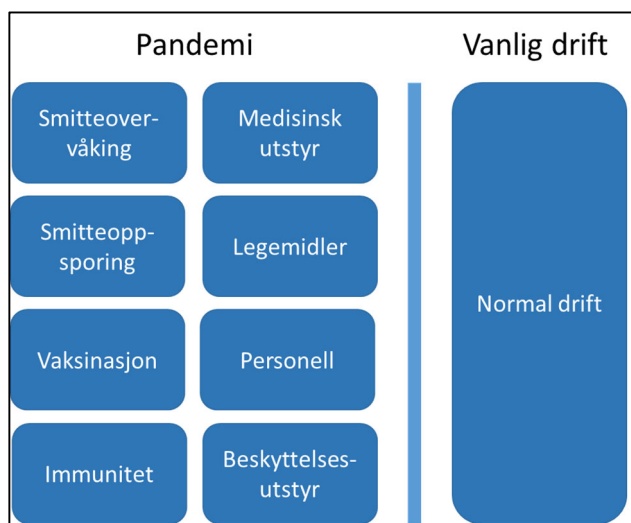 Pandemi
Vanlig drift
Smitteover-
våking
Medisinsk
utstyr
Smitteopp-
sporing
Legemidler
Vaksinasjon
Personell
Immunitet
Beskyttelses-
utstyr
Normal drift